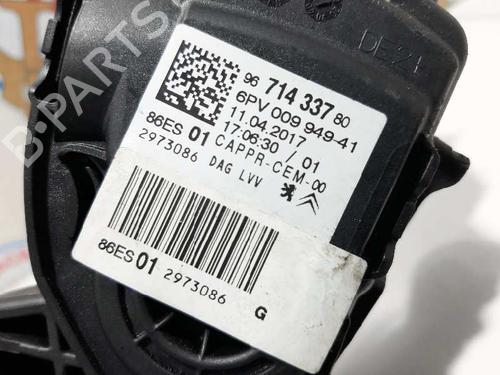 B-PARTS
DE21
96 714 337 80
6PV 009 949-41
11.04.2017
17:06:30 / 01
86ES 01 CAPPR-CEM-00
2973086 DAG LVV
86ES 01 2973086 G